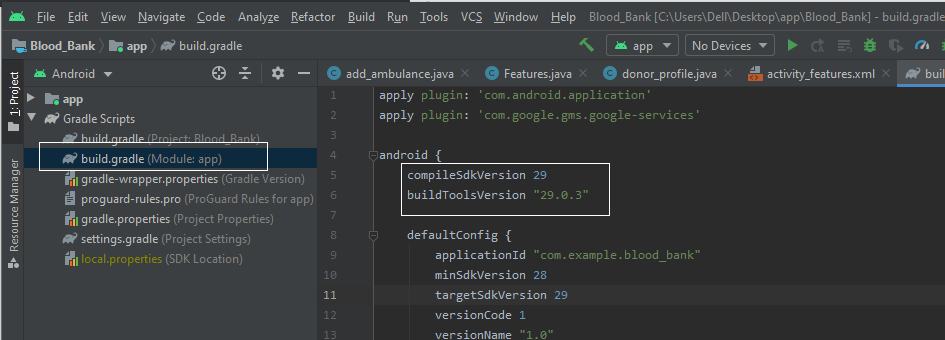 File Edit View Navigate Code Analyze Refactor Build Run Tools VCS Window Help Blood_Bank [C:\Users\Dell\Desktop\app\Blood_Bank] - build.gradle
Blood_Bank app build.gradle app No Devices
1: Project
Resource Manager
Android
app
Gradle Scripts
build.gradle (Project: Blood_Bank)
build.gradle (Module: app)
gradle-wrapper.properties (Gradle Version)
proguard-rules.pro (ProGuard Rules for app)
gradle.properties (Project Properties)
settings.gradle (Project Settings)
local.properties (SDK Location)
add_ambulance.java Features.java donor_profile.java activity_features.xml
1 apply plugin: 'com.android.application'
2 apply plugin: 'com.google.gms.google-services'
3
4 android {
5 compileSdkVersion 29
6 buildToolsVersion "29.0.3"
7
8 defaultConfig {
9 applicationId "com.example.blood_bank"
10 minSdkVersion 28
11 targetSdkVersion 29
12 versionCode 1
13 versionName "1.0"